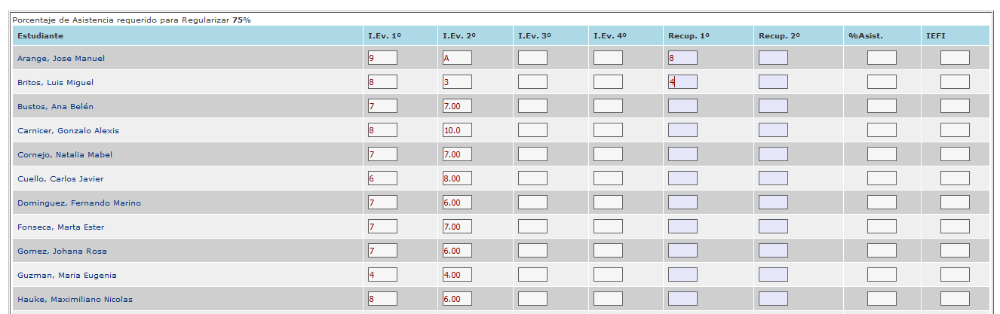 Porcentaje de Asistencia requerido para Regularizar 75%
Estudiante I.Ev. 1º I.Ev. 2º I.Ev. 3º I.Ev. 4º Recup. 1º Recup. 2º %Asist. IEFI
Arange, Jose Manuel 9 A 8
Britos, Luis Miguel 8 3 4
Bustos, Ana Belén 7 7.00
Carnicer, Gonzalo Alexis 8 10.0
Cornejo, Natalia Mabel 7 7.00
Cuello, Carlos Javier 6 8.00
Dominguez, Fernando Marino 7 6.00
Fonseca, Marta Ester 7 7.00
Gomez, Johana Rosa 7 6.00
Guzman, Maria Eugenia 4 4.00
Hauke, Maximiliano Nicolas 8 6.00